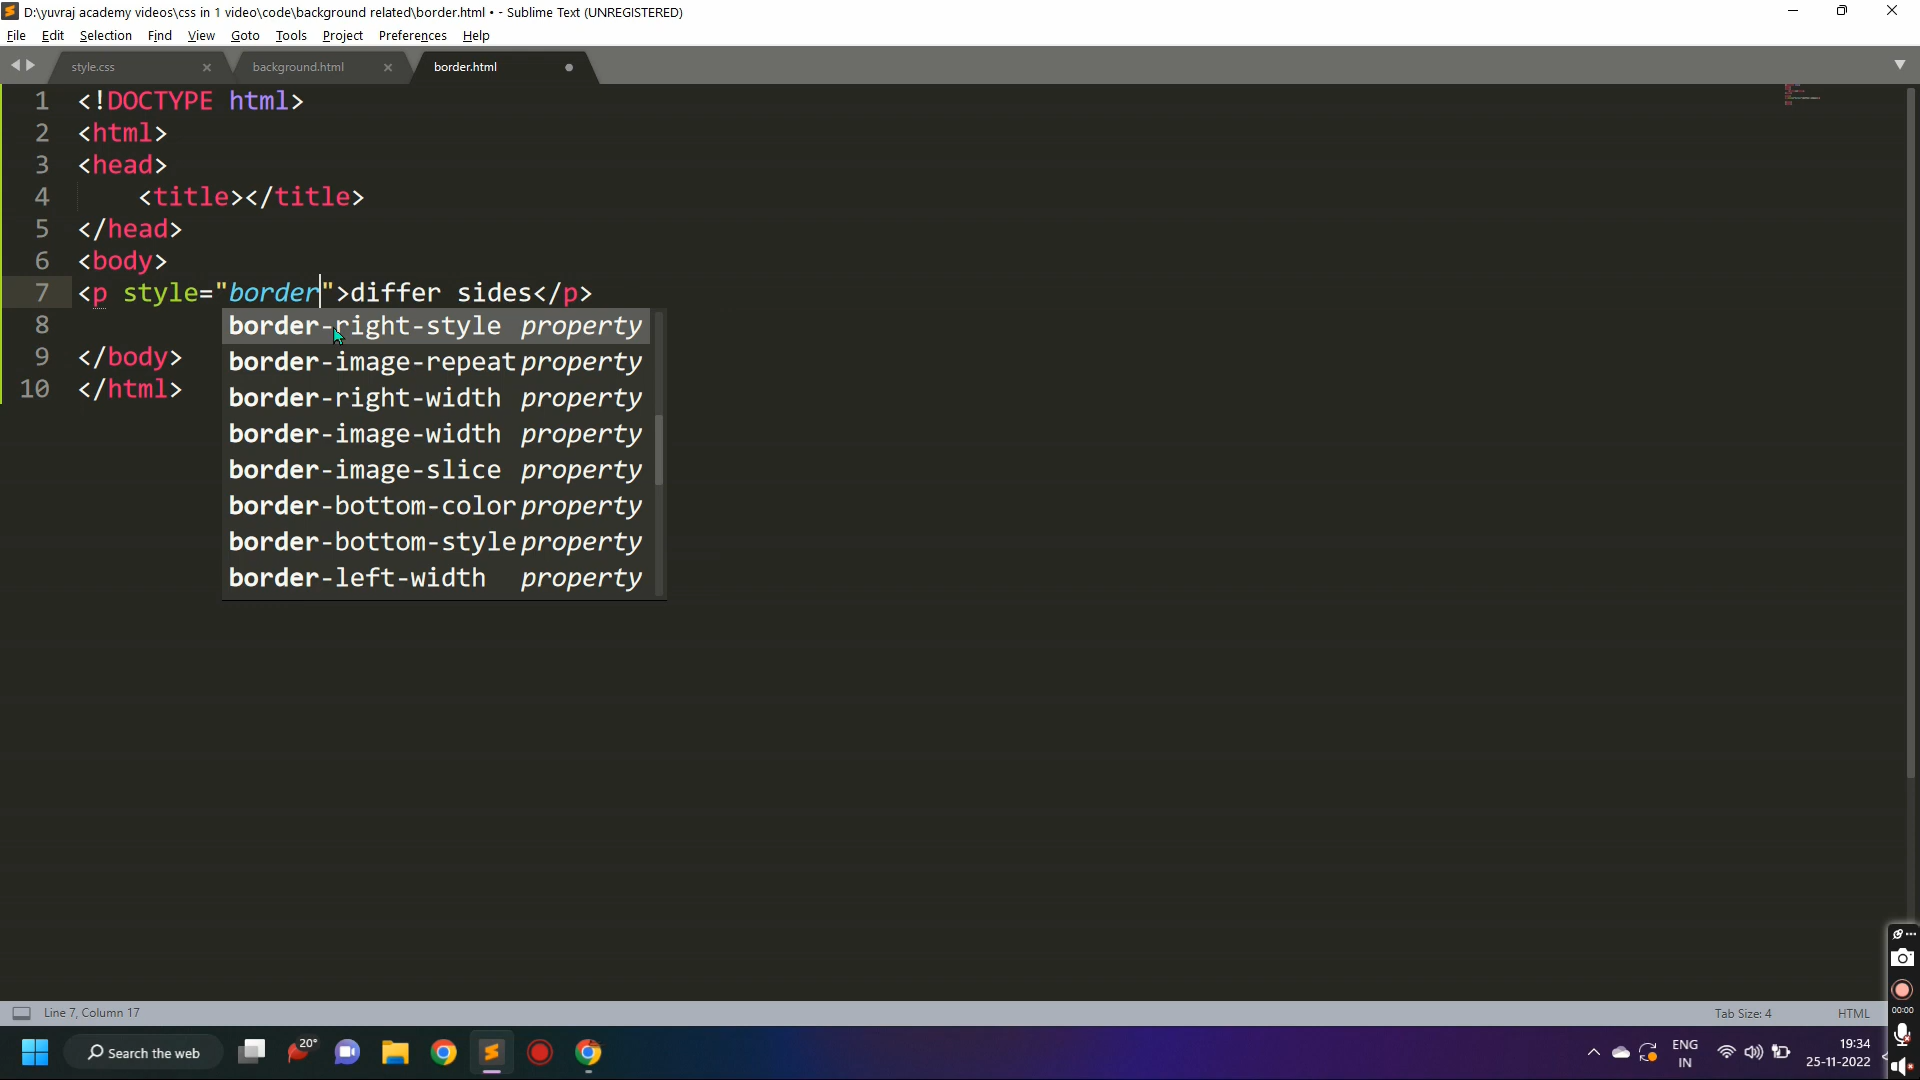 D:\yuvraj academy videos\css in 1 video\code\background related\border.html • - Sublime Text (UNREGISTERED)
File Edit Selection Find View Goto Tools Project Preferences Help
style.css background.html border.html
1 <!DOCTYPE html>
2 <html>
3 <head>
4 <title></title>
5 </head>
6 <body>
7 <p style="border">differ sides</p>
8
9 </body>
10 </html>
border-right-style property
border-image-repeat property
border-right-width property
border-image-width property
border-image-slice property
border-bottom-color property
border-bottom-style property
border-left-width property
00:00
Line 7, Column 17 Tab Size: 4 HTML
Search the web
20°
ENG
IN
19:34
25-11-2022